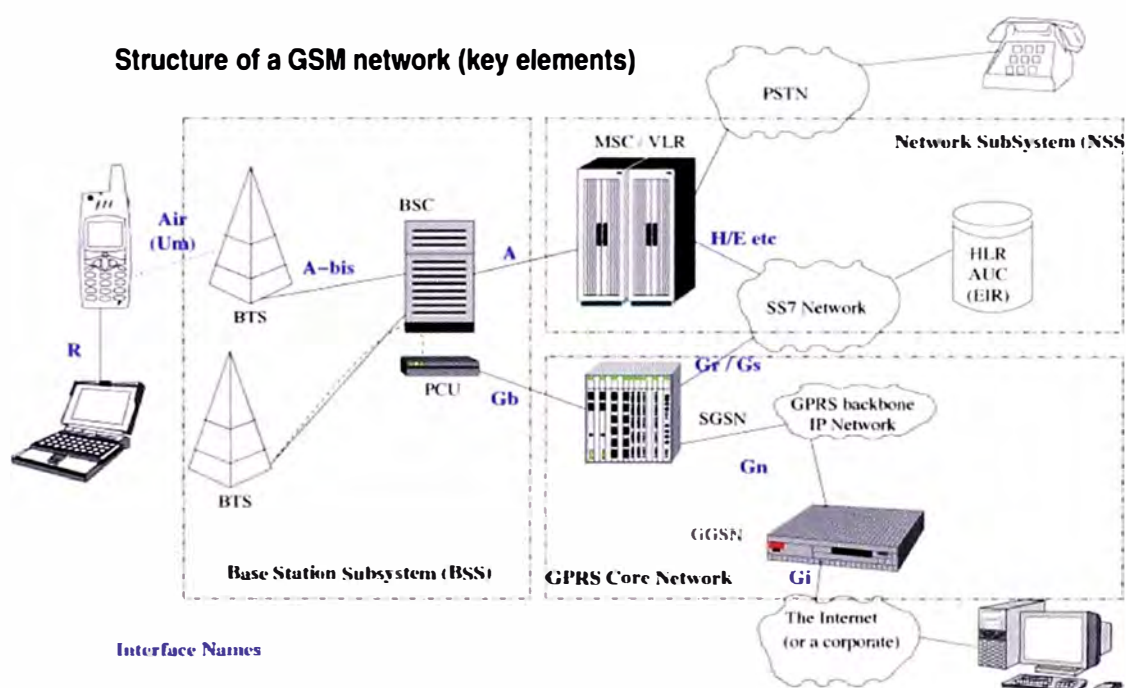 Structure of a GSM network (key elements)
PSTN
MSC / VLR
Network SubSystem (NSS
BSC
Air
(Um)
A-bis
A
H/E etc
HLR
AUC
(EIR)
BTS
SS7 Network
R
PCU
Gb
Gr / Gs
SGSN
GPRS backbone
IP Network
Gn
BTS
GGSN
Base Station Subsystem (BSS)
GPRS Core Network
Gi
The Internet
(or a corporate)
Interface Names